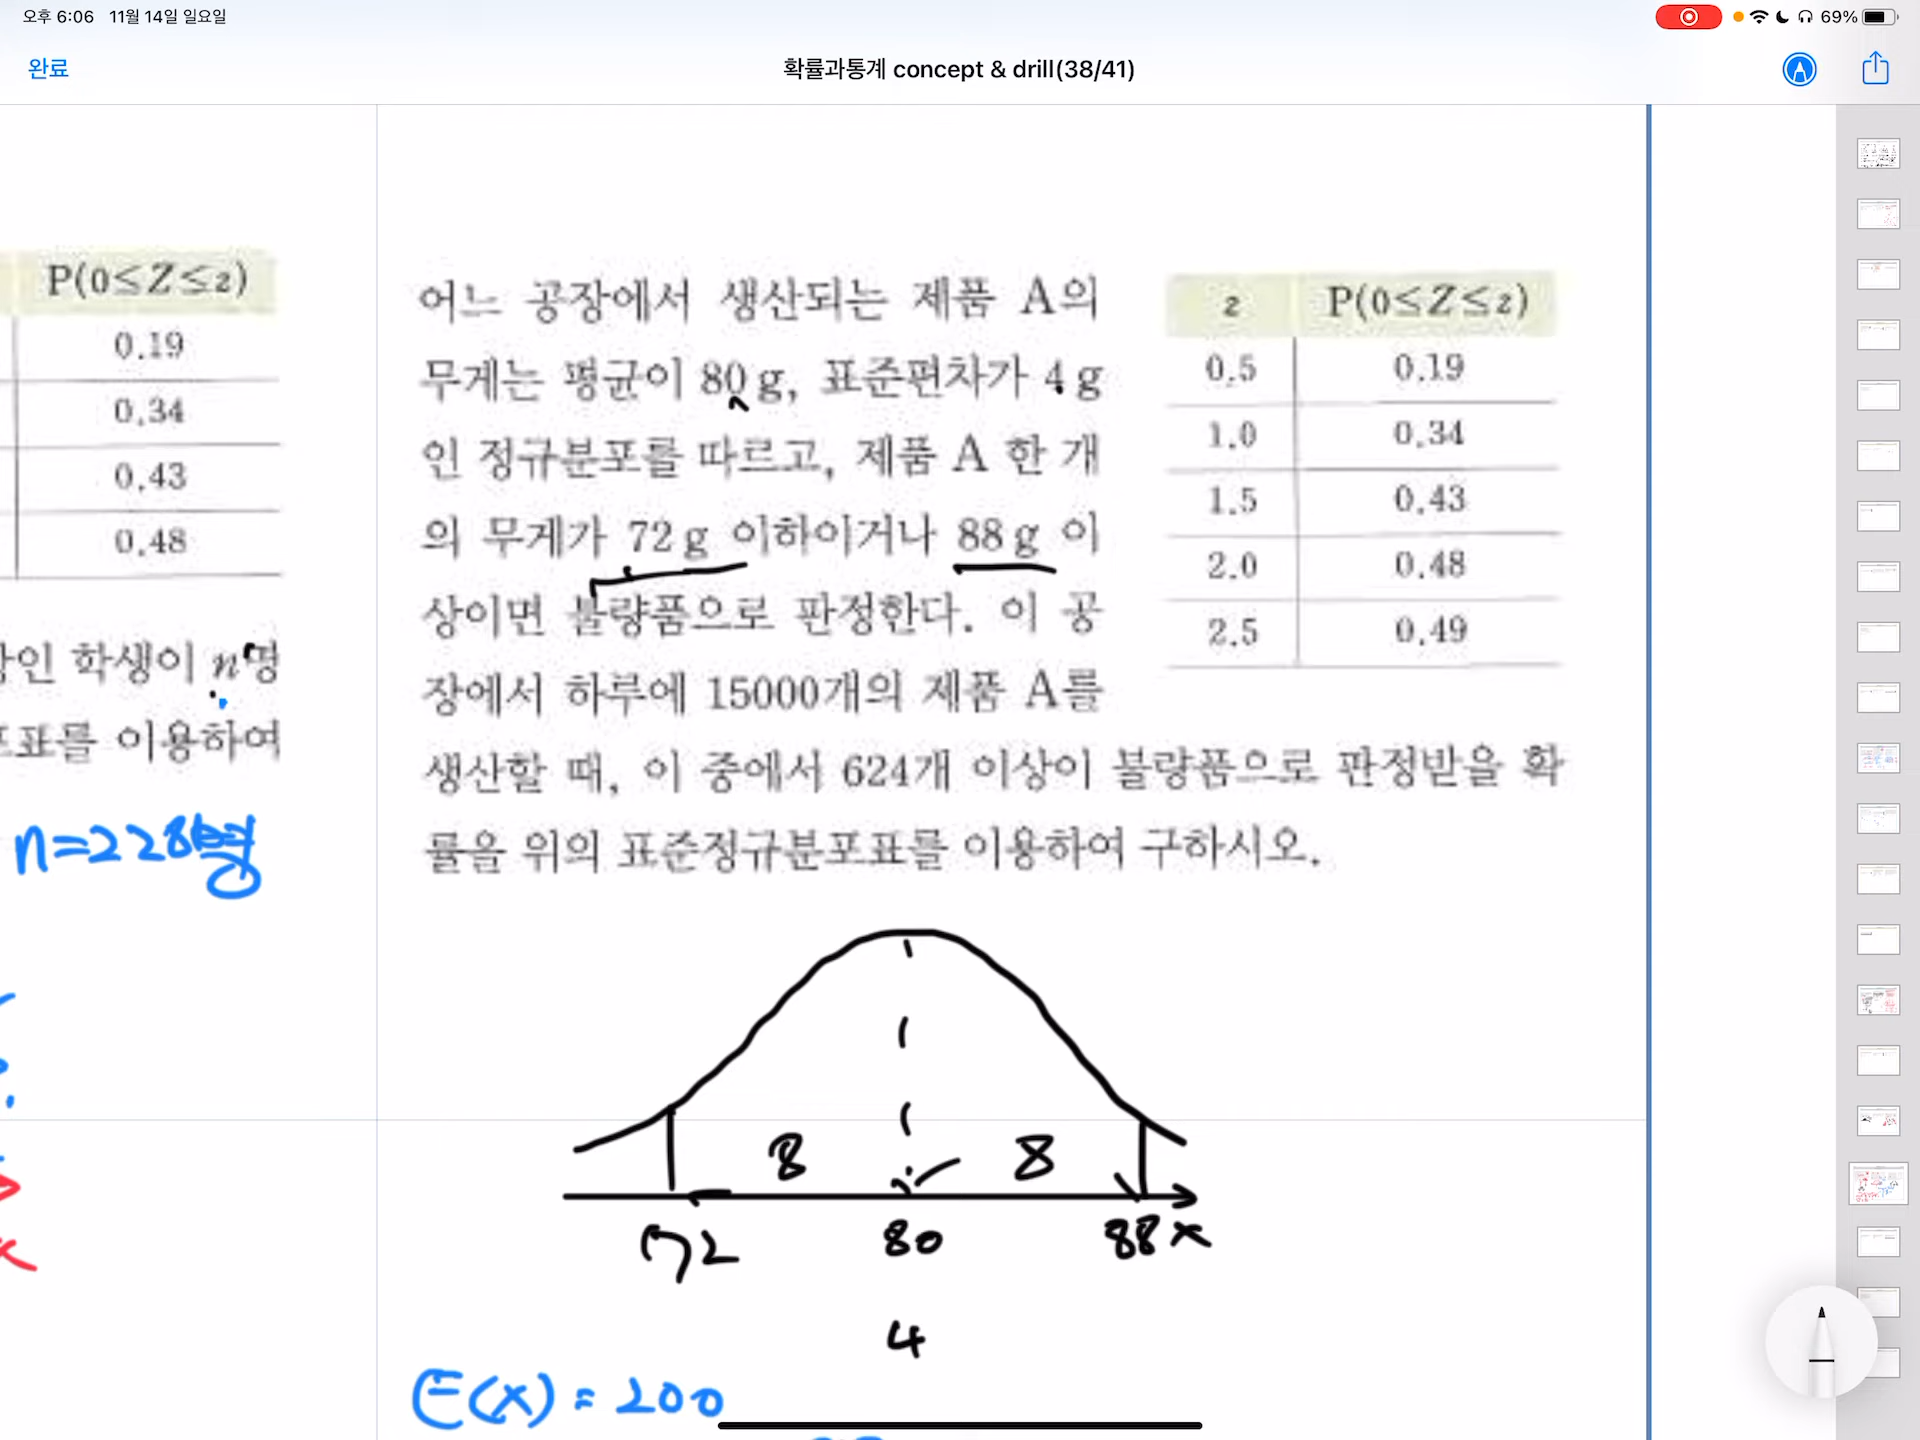 오후 6:06 11월 14일 일요일
69%
완료
확률과통계 concept & drill(38/41)
P(0≤Z≤z)
0.19
0.34
0.43
0.48
인 학생이 n명
표를 이용하여
n=228명
어느 공장에서 생산되는 제품 A의
무게는 평균이 80 g, 표준편차가 4 g
인 정규분포를 따르고, 제품 A 한 개
의 무게가 72 g 이하이거나 88 g 이
상이면 불량품으로 판정한다. 이 공
장에서 하루에 15000개의 제품 A를
생산할 때, 이 중에서 624개 이상이 불량품으로 판정받을 확
률을 위의 표준정규분포표를 이용하여 구하시오.
z P(0≤Z≤z)
0.5 0.19
1.0 0.34
1.5 0.43
2.0 0.48
2.5 0.49
8 8
72 80 88 x
4
E(x) = 200